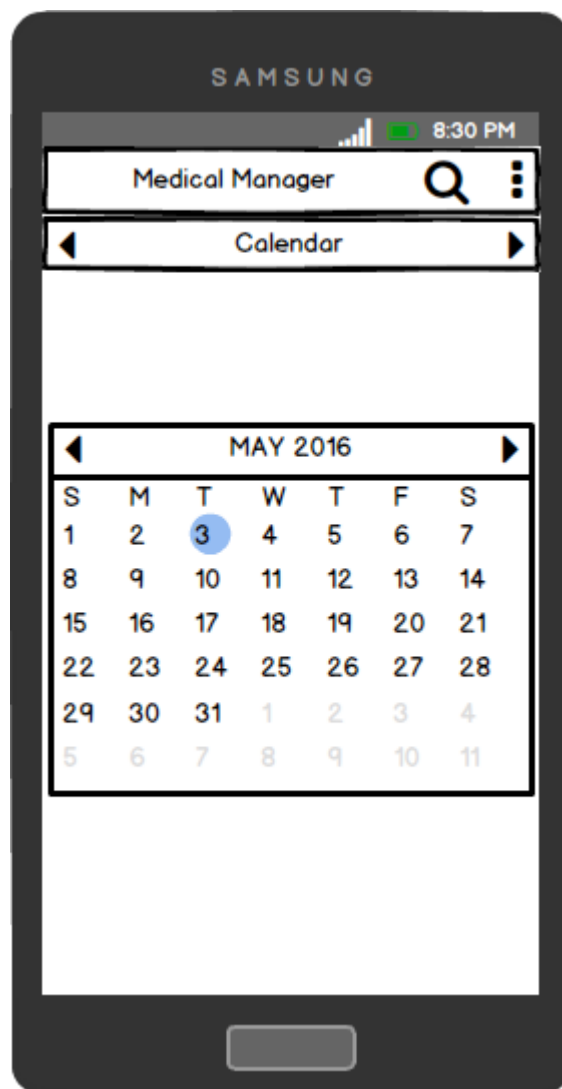 SAMSUNG
8:30 PM
Medical Manager
Calendar
MAY 2016
S M T W T F S
1 2 3 4 5 6 7
8 9 10 11 12 13 14
15 16 17 18 19 20 21
22 23 24 25 26 27 28
29 30 31 1 2 3 4
5 6 7 8 9 10 11